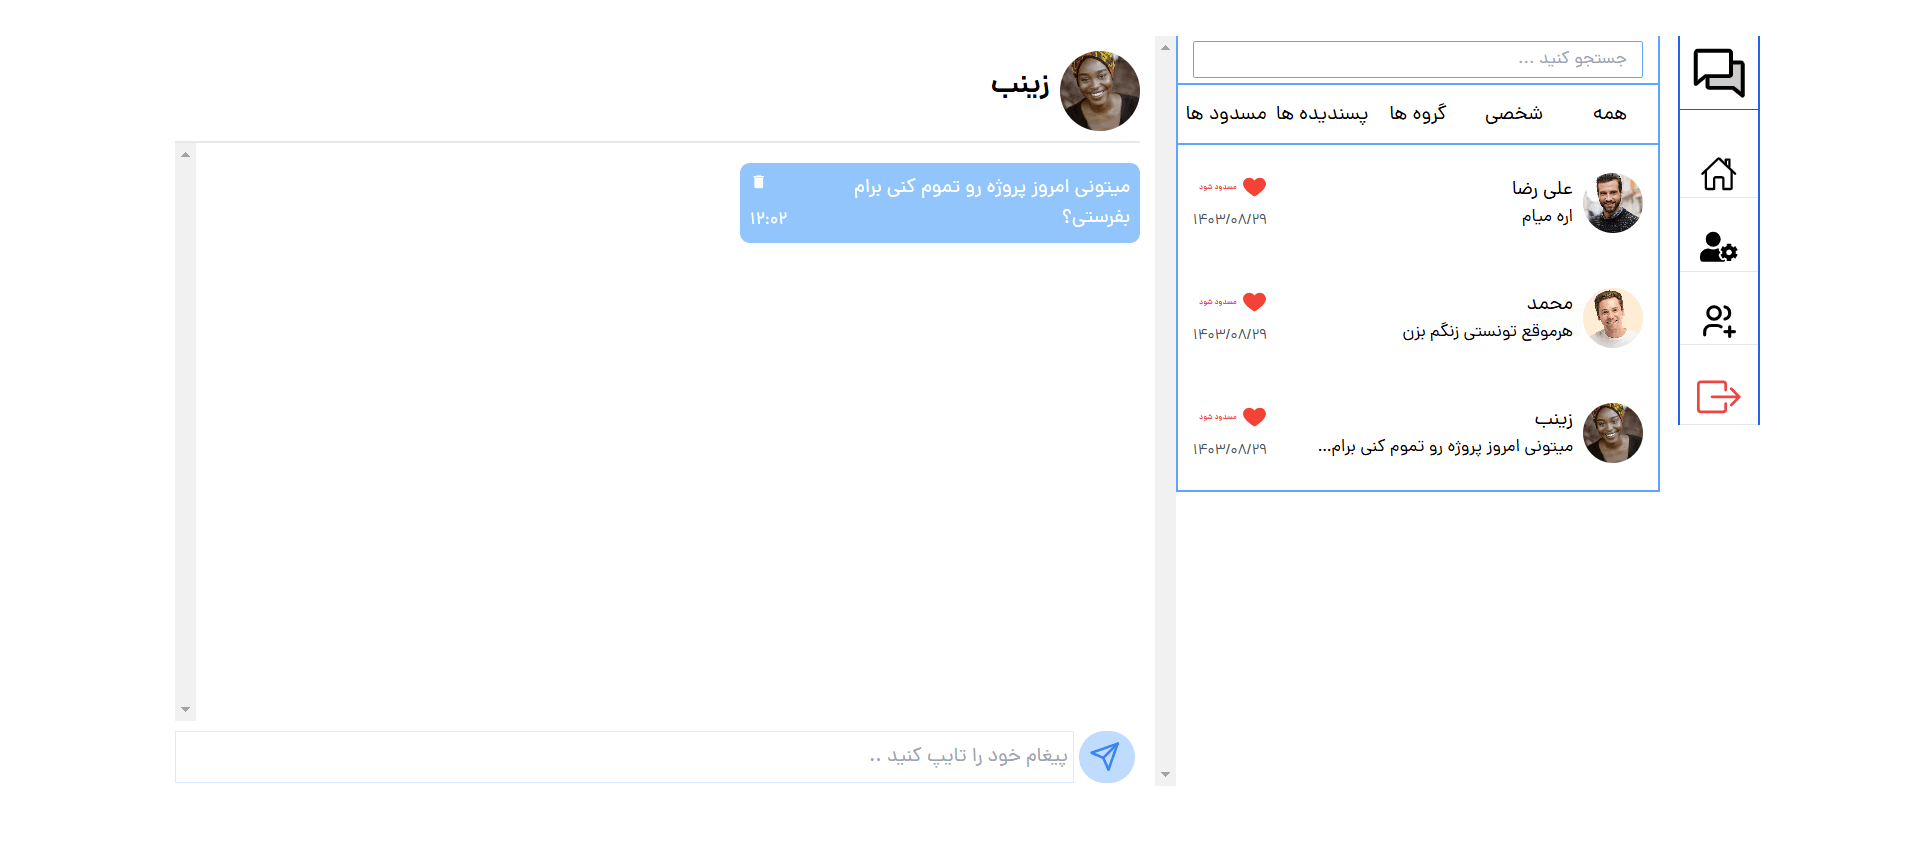 جستجو کنید ...
همه شخصی گروه ها پسندیده ها مسدود ها
علی رضا
اره میام
مسدود شود
۱۴۰۳/۰۸/۲۹
محمد
هرموقع تونستی زنگم بزن
مسدود شود
۱۴۰۳/۰۸/۲۹
زینب
میتونی امروز پروژه رو تموم کنی برام...
مسدود شود
۱۴۰۳/۰۸/۲۹
زینب
میتونی امروز پروژه رو تموم کنی برام
بفرستی؟
۱۲:۰۲
پیغام خود را تایپ کنید ..